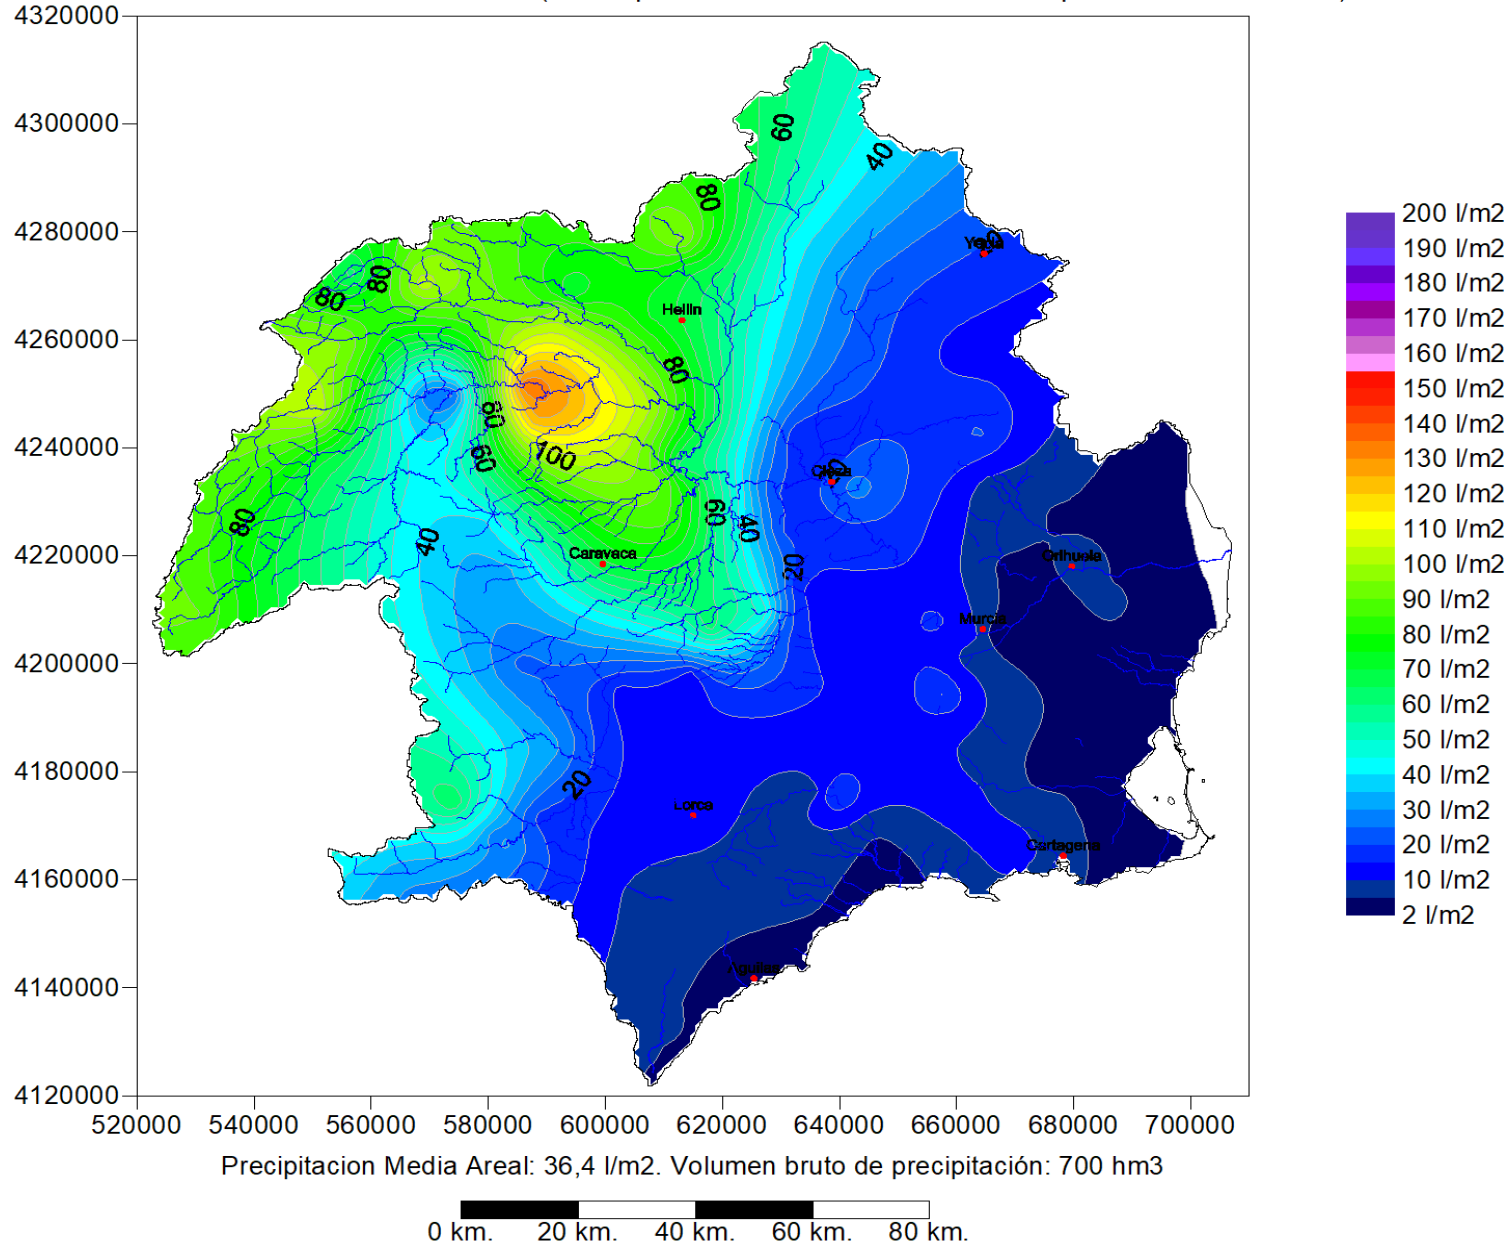 4320000
4300000
60
40
80
4280000
Yecla
80
80
Hellin
4260000
80
60
4240000
60
100
Cieza
80
60
40
40
4220000
Caravaca
20
Orihuela
Murcia
4200000
4180000
20
Lorca
Cartagena
4160000
Aguilas
4140000
4120000
520000 540000 560000 580000 600000 620000 640000 660000 680000 700000
200 l/m2
190 l/m2
180 l/m2
170 l/m2
160 l/m2
150 l/m2
140 l/m2
130 l/m2
120 l/m2
110 l/m2
100 l/m2
90 l/m2
80 l/m2
70 l/m2
60 l/m2
50 l/m2
40 l/m2
30 l/m2
20 l/m2
10 l/m2
2 l/m2
Precipitacion Media Areal: 36,4 l/m2. Volumen bruto de precipitación: 700 hm3
0 km. 20 km. 40 km. 60 km. 80 km.